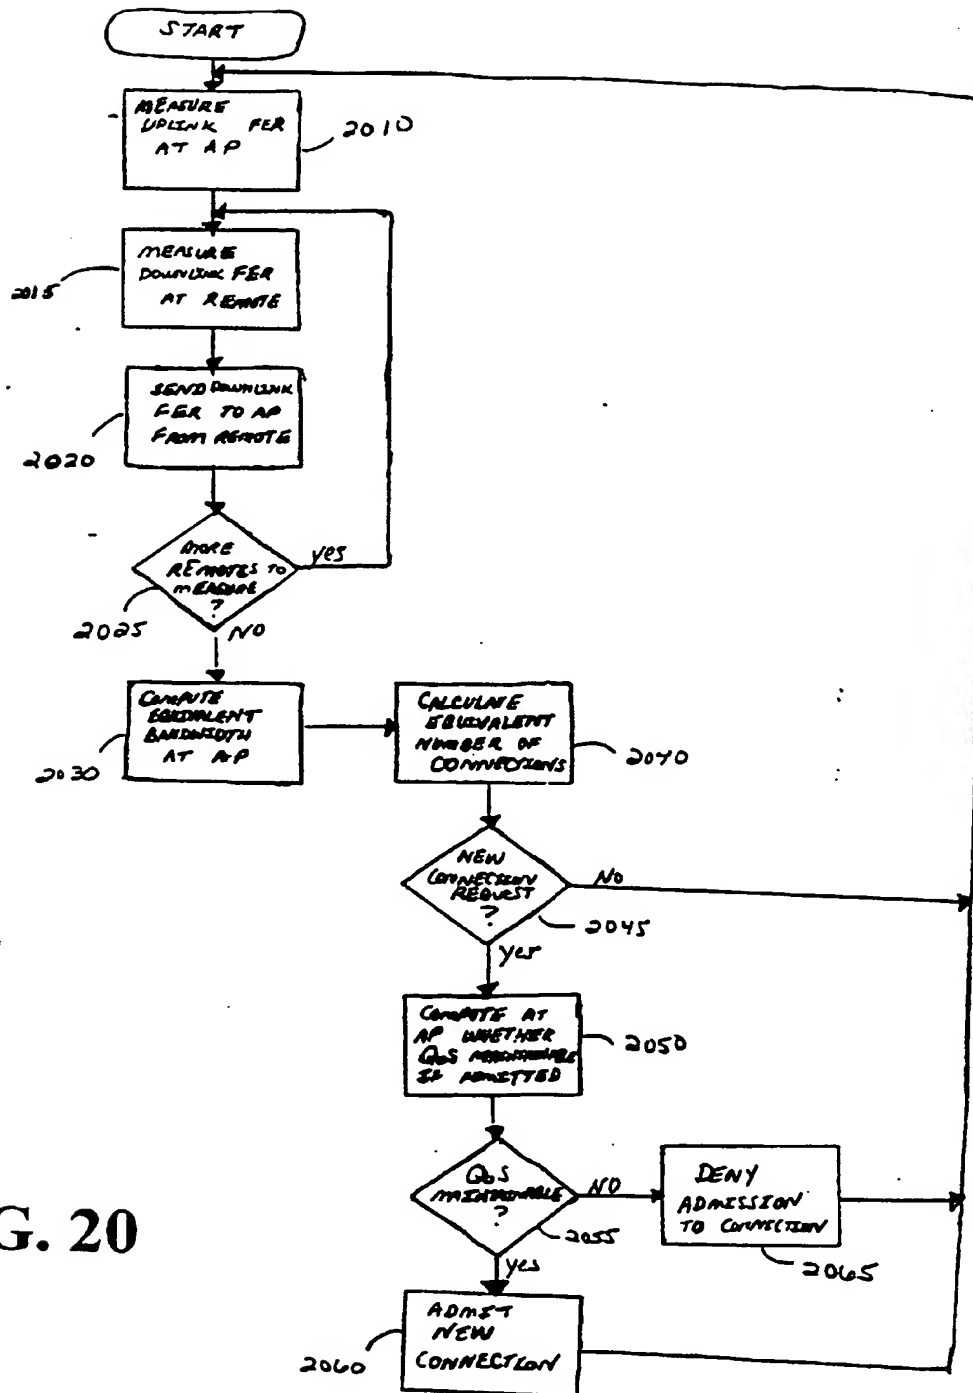 START
MEASURE
UPLINK FER
AT AP
2010
MEASURE
DOWNLINK FER
AT REMOTE
2015
SEND DOWNLINK
FER TO AP
FROM REMOTE
2020
MORE
REMOTES TO
MEASURE
?
yes
2025
NO
COMPUTE
EQUIVALENT
BANDWIDTH
AT AP
2030
CALCULATE
EQUIVALENT
NUMBER OF
CONNECTIONS
2040
NEW
CONNECTION
REQUEST
?
NO
2045
yes
COMPUTE AT
AP WHETHER
QoS MAINTAINABLE
IF ADMITTED
2050
QoS
MAINTAINABLE
?
NO
2055
yes
DENY
ADMISSION
TO CONNECTION
2065
G. 20
ADMIT
NEW
CONNECTION
2060